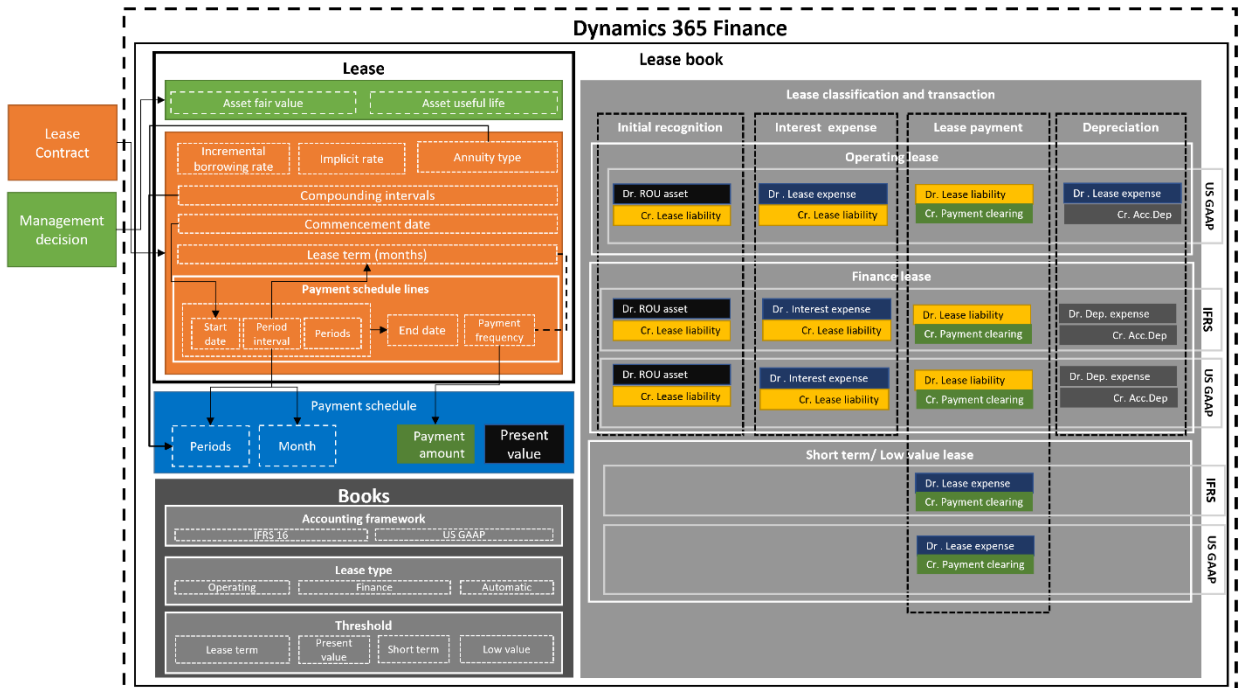 Dynamics 365 Finance
Lease
Contract
Management
decision
Lease
Asset fair value
Asset useful life
Incremental
borrowing rate
Implicit rate
Annuity type
Compounding intervals
Commencement date
Lease term (months)
Payment schedule lines
Start
date
Period
interval
Periods
End date
Payment
frequency
Payment schedule
Periods
Month
Payment
amount
Present
value
Books
Accounting framework
IFRS 16
US GAAP
Lease type
Operating
Finance
Automatic
Threshold
Lease term
Present
value
Short term
Low value
Lease book
Lease classification and transaction
Initial recognition
Interest expense
Lease payment
Depreciation
Operating lease
Dr. ROU asset
Cr. Lease liability
Dr . Lease expense
Cr. Lease liability
Dr. Lease liability
Cr. Payment clearing
Dr . Lease expense
Cr. Acc.Dep
US GAAP
Finance lease
Dr. ROU asset
Cr. Lease liability
Dr . Interest expense
Cr. Lease liability
Dr. Lease liability
Cr. Payment clearing
Dr. Dep. expense
Cr. Acc.Dep
IFRS
Dr. ROU asset
Cr. Lease liability
Dr . Interest expense
Cr. Lease liability
Dr. Lease liability
Cr. Payment clearing
Dr. Dep. expense
Cr. Acc.Dep
US GAAP
Short term/ Low value lease
Dr. Lease expense
Cr. Payment clearing
IFRS
Dr . Lease expense
Cr. Payment clearing
US GAAP